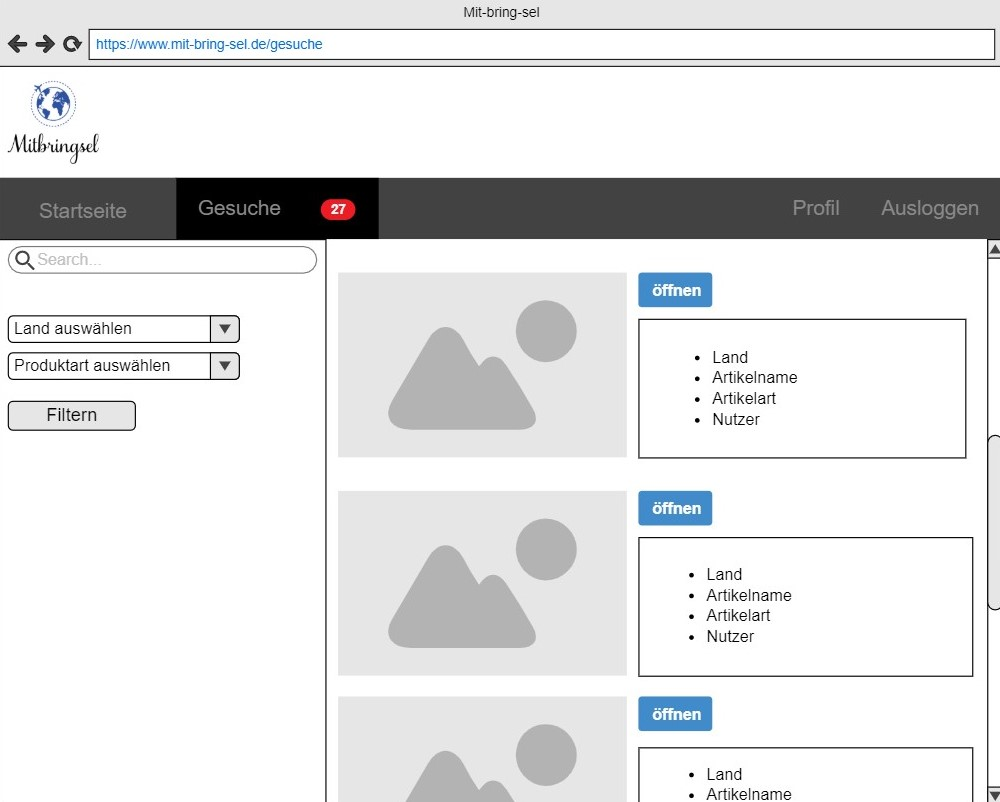 Mit-bring-sel
https://www.mit-bring-sel.de/gesuche
Mitbringsel
Startseite
Gesuche 27
Profil
Ausloggen
Search...
Land auswählen
Produktart auswählen
Filtern
öffnen
Land
Artikelname
Artikelart
Nutzer
öffnen
Land
Artikelname
Artikelart
Nutzer
öffnen
Land
Artikelname